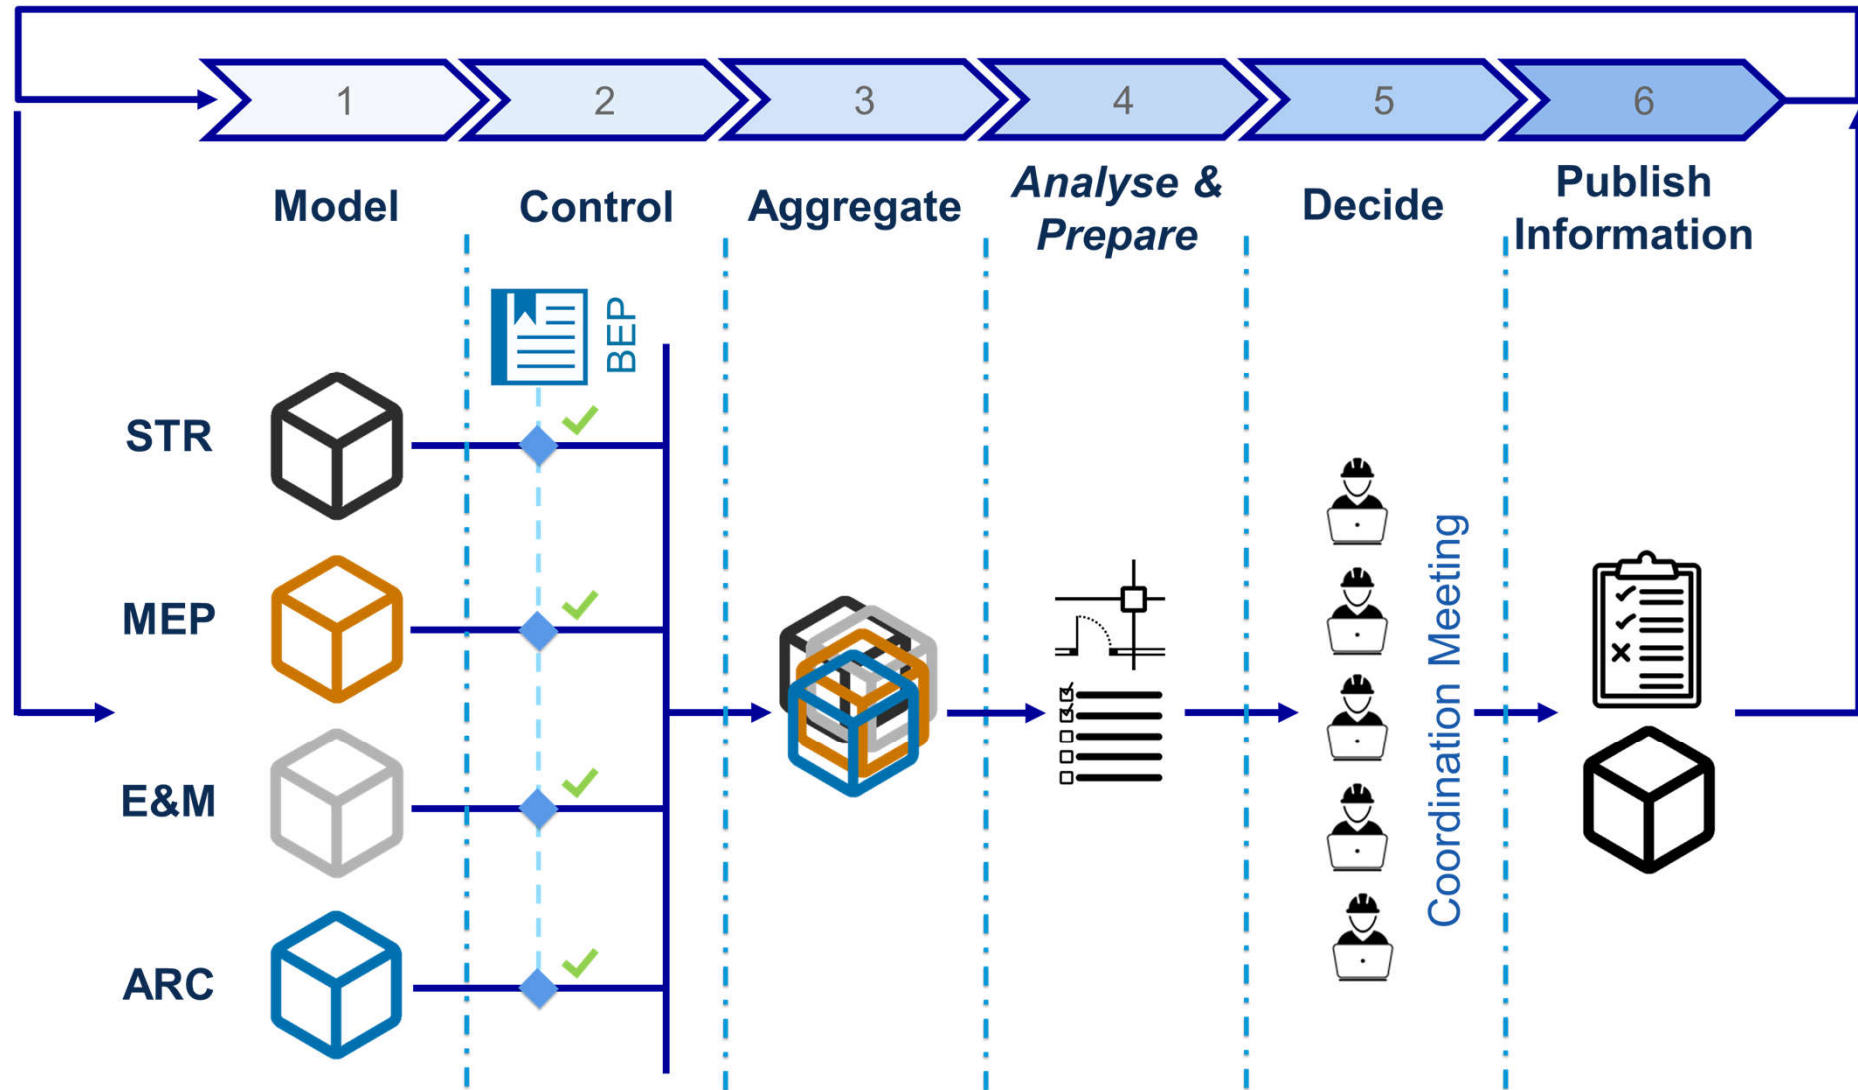 1
2
3
4
5
6
Model
Control
Aggregate
Analyse &
Prepare
Decide
Publish
Information
BEP
STR
MEP
E&M
ARC
Coordination Meeting